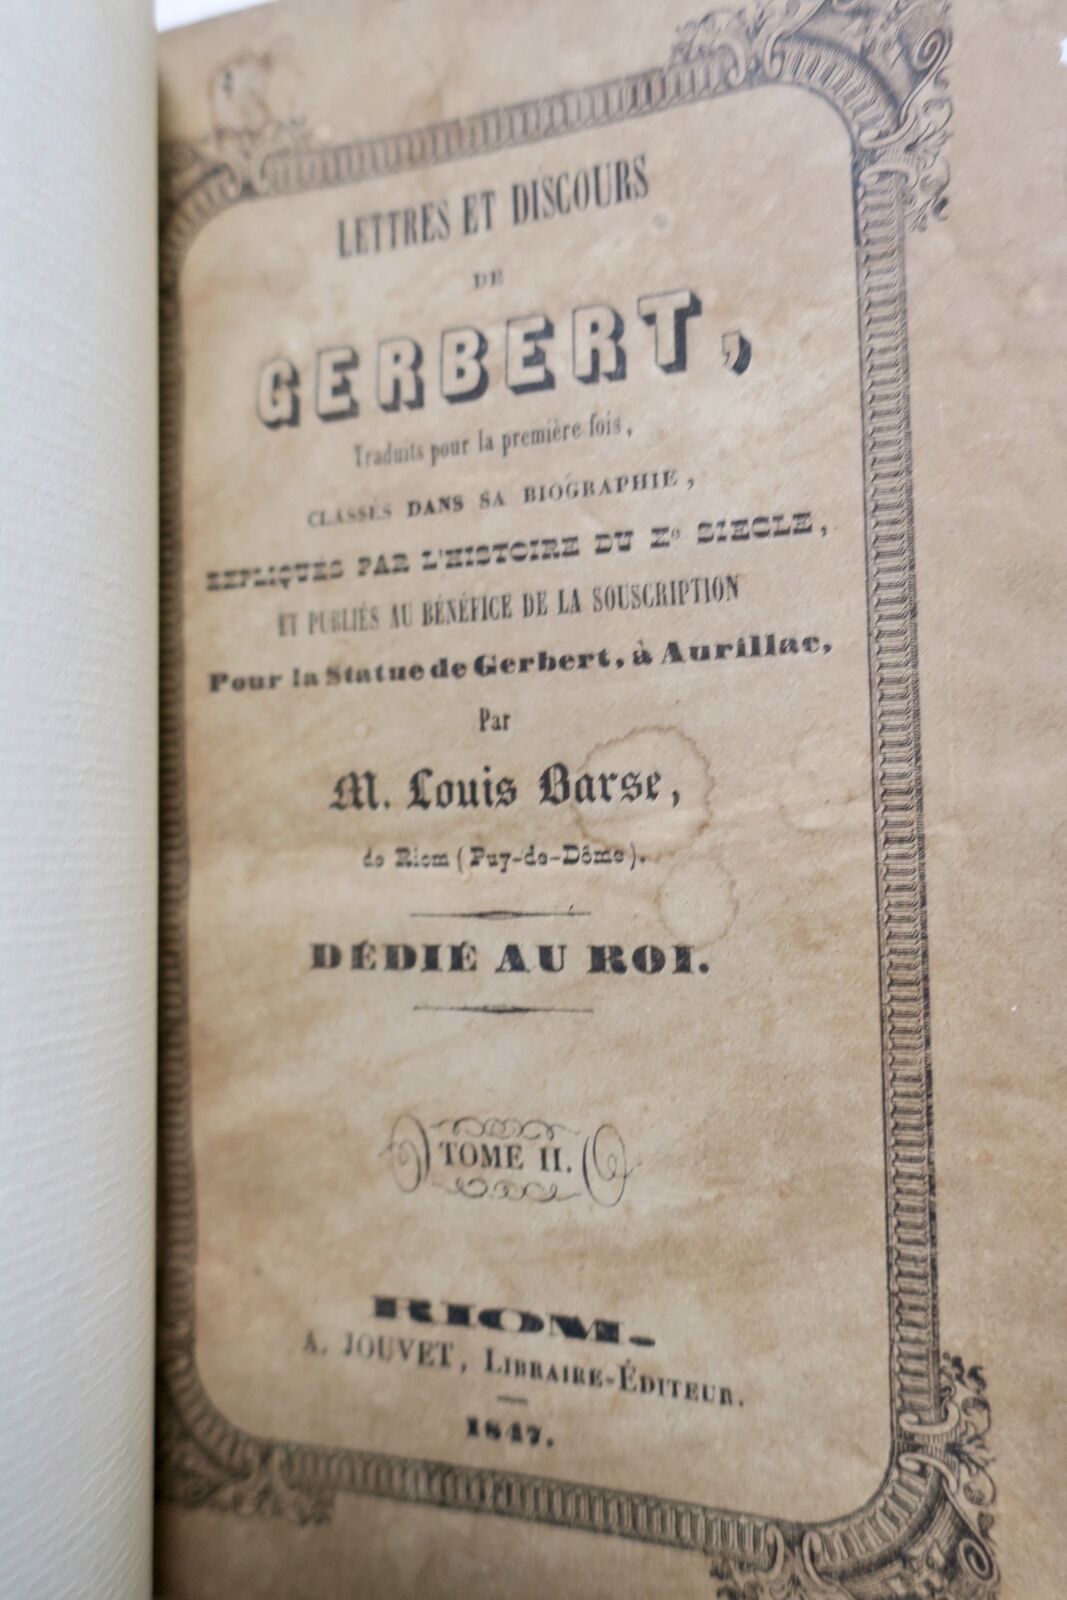 LETTRES ET DISCOURS
DE
GERBERT,
Traduits pour la première fois,
CLASSÉS DANS SA BIOGRAPHIE,
EXPLIQUÉS PAR L'HISTOIRE DU Xe SIECLE,
ET PUBLIÉS AU BÉNÉFICE DE LA SOUSCRIPTION
Pour la Statue de Gerbert, à Aurillac,
Par
M. Louis Barse,
de Riom (Puy-de-Dôme).
DÉDIÉ AU ROI.
TOME II.
RIOM.
A. JOUVET, LIBRAIRE-ÉDITEUR.
1847.